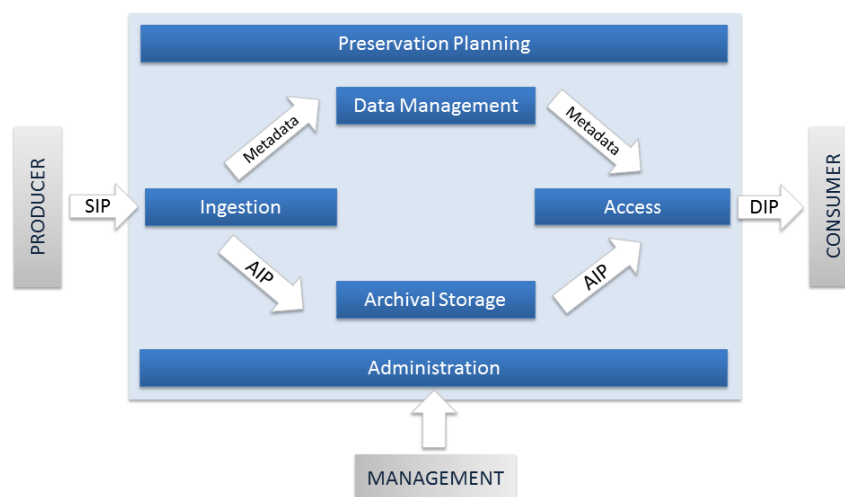 Preservation Planning
Data Management
Metadata
Metadata
PRODUCER
SIP
Ingestion
Access
DIP
CONSUMER
AIP
AIP
Archival Storage
Administration
MANAGEMENT